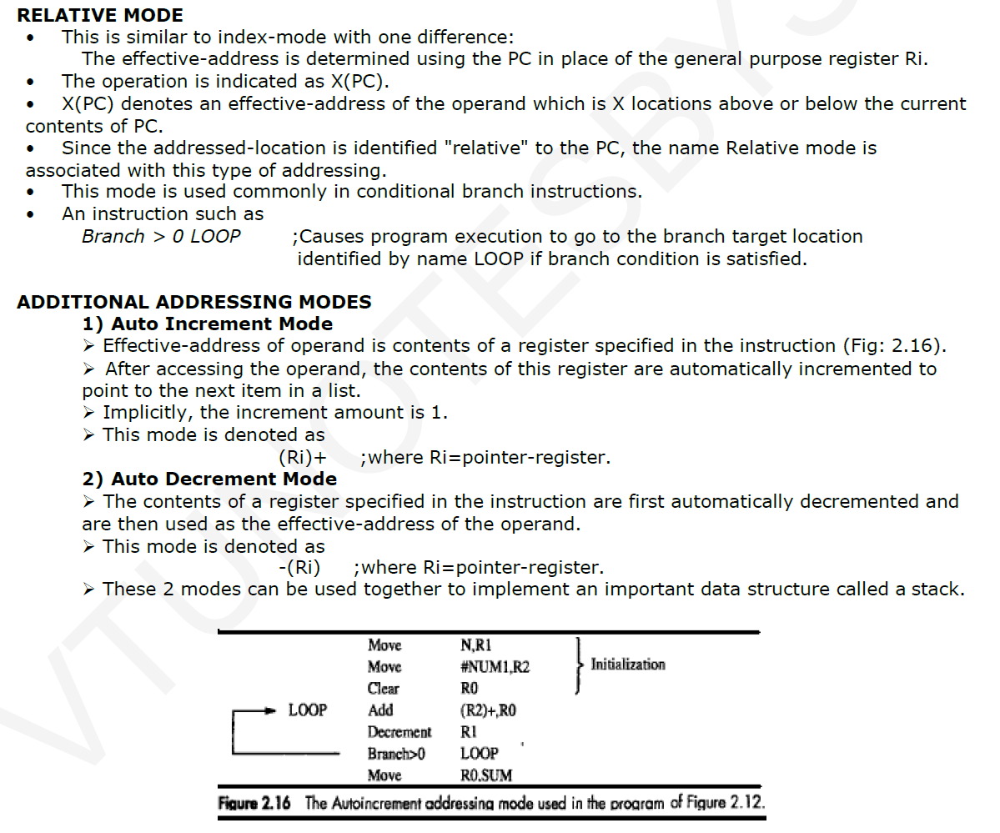 RELATIVE MODE
• This is similar to index-mode with one difference:
The effective-address is determined using the PC in place of the general purpose register Ri.
• The operation is indicated as X(PC).
• X(PC) denotes an effective-address of the operand which is X locations above or below the current
contents of PC.
• Since the addressed-location is identified "relative" to the PC, the name Relative mode is
associated with this type of addressing.
• This mode is used commonly in conditional branch instructions.
• An instruction such as
Branch > 0 LOOP ;Causes program execution to go to the branch target location
identified by name LOOP if branch condition is satisfied.
ADDITIONAL ADDRESSING MODES
1) Auto Increment Mode
➢ Effective-address of operand is contents of a register specified in the instruction (Fig: 2.16).
➢ After accessing the operand, the contents of this register are automatically incremented to
point to the next item in a list.
➢ Implicitly, the increment amount is 1.
➢ This mode is denoted as
(Ri)+ ;where Ri=pointer-register.
2) Auto Decrement Mode
➢ The contents of a register specified in the instruction are first automatically decremented and
are then used as the effective-address of the operand.
➢ This mode is denoted as
-(Ri) ;where Ri=pointer-register.
➢ These 2 modes can be used together to implement an important data structure called a stack.
Move N,R1
Move #NUM1,R2 Initialization
Clear R0
LOOP Add (R2)+,R0
Decrement R1
Branch>0 LOOP
Move R0,SUM
Figure 2.16 The Autoincrement addressing mode used in the program of Figure 2.12.
VTUNOTESBYS